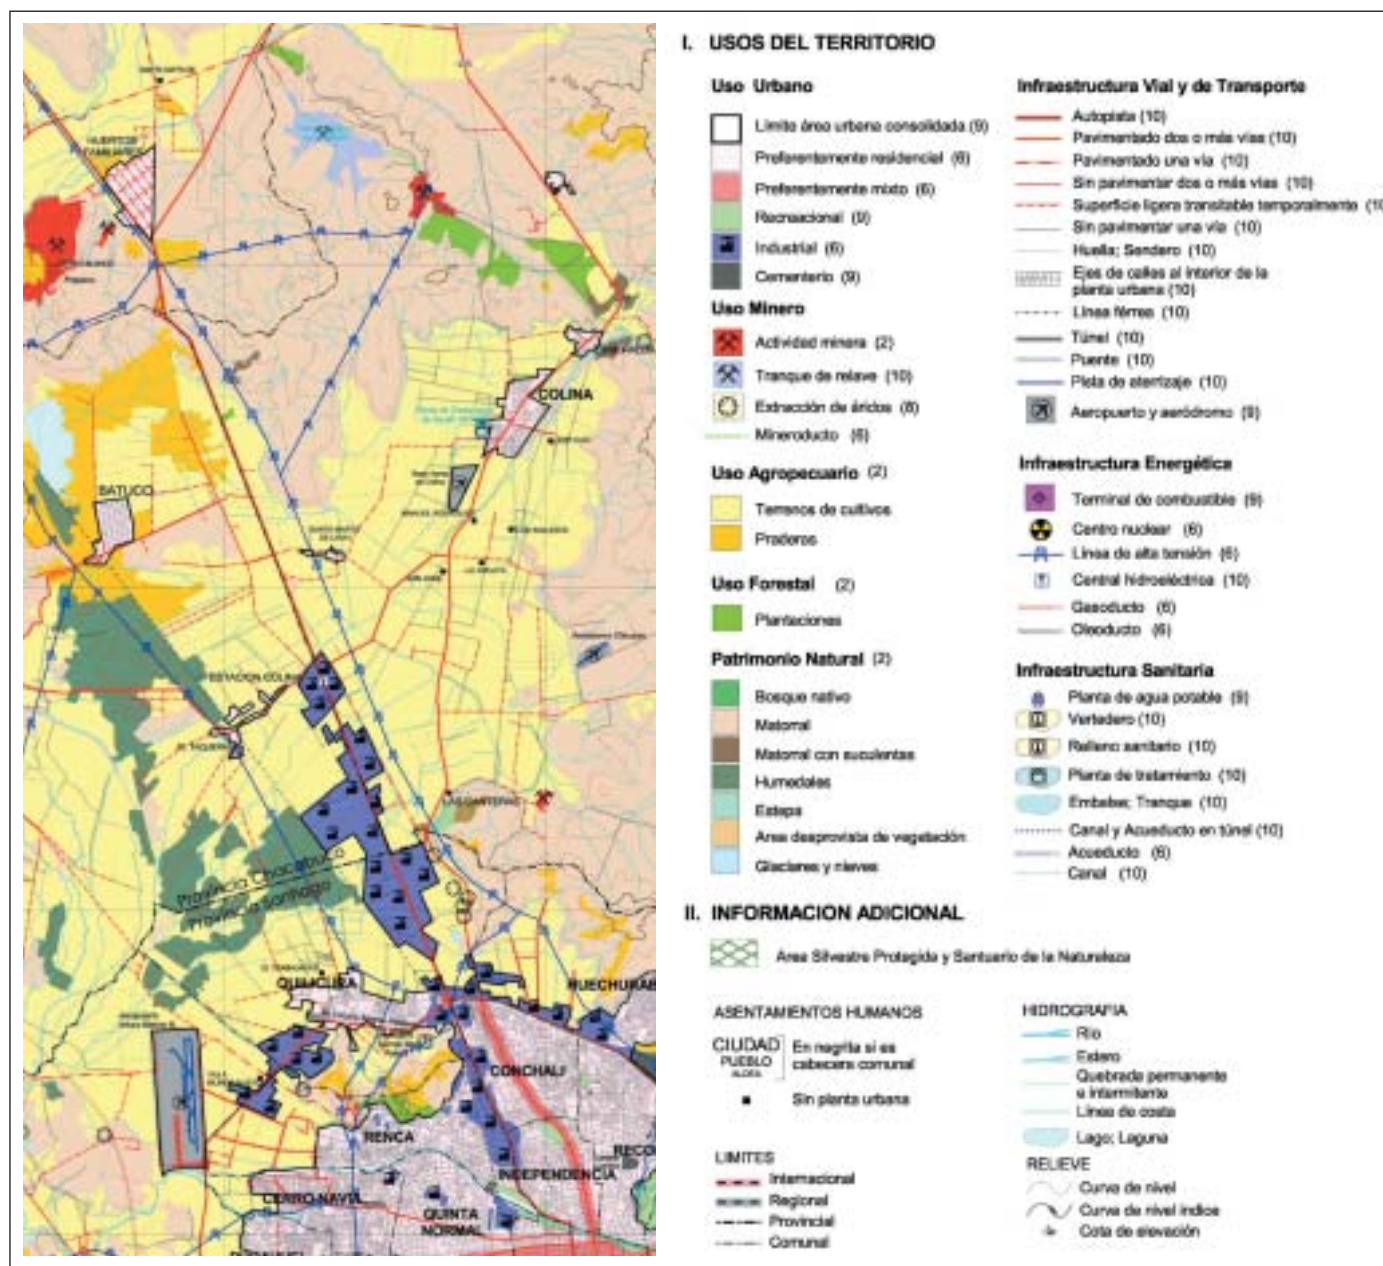 HUERTOS
FAMILIARES
COLINA
BATUCO
ESTACION COLINA
LAS CANTERAS
Provincia Chacabuco
Provincia Santiago
QUILICURA
HUECHURAB
CONCHALI
RENCA
RECO
INDEPENDENCIA
CERRO NAVIA
QUINTA
NORMAL
I. USOS DEL TERRITORIO
Uso Urbano
Límite área urbana consolidada (9)
Preferentemente residencial (6)
Preferentemente mixto (6)
Recreacional (9)
Industrial (6)
Cementerio (9)
Uso Minero
Actividad minera (2)
Tranque de relave (10)
Extracción de áridos (8)
Mineroducto (6)
Uso Agropecuario (2)
Terrenos de cultivos
Praderas
Uso Forestal (2)
Plantaciones
Patrimonio Natural (2)
Bosque nativo
Matorral
Matorral con suculentas
Humedales
Estepa
Area desprovista de vegetación
Glaciares y nieves
Infraestructura Vial y de Transporte
Autopista (10)
Pavimentado dos o más vías (10)
Pavimentado una vía (10)
Sin pavimentar dos o más vías (10)
Superficie ligera transitable temporalmente (10
Sin pavimentar una vía (10)
Huella; Sendero (10)
Ejes de calles al interior de la
planta urbana (10)
Línea férrea (10)
Túnel (10)
Puente (10)
Pista de aterrizaje (10)
Aeropuerto y aeródromo (9)
Infraestructura Energética
Terminal de combustible (9)
Centro nuclear (6)
Línea de alta tensión (6)
Central hidroeléctrica (10)
Gasoducto (6)
Oleoducto (6)
Infraestructura Sanitaria
Planta de agua potable (9)
Vertedero (10)
Relleno sanitario (10)
Planta de tratamiento (10)
Embalse; Tranque (10)
Canal y Acueducto en túnel (10)
Acueducto (6)
Canal (10)
II. INFORMACION ADICIONAL
Area Silvestre Protegida y Santuario de la Naturaleza
ASENTAMIENTOS HUMANOS
CIUDAD
PUEBLO
ALDEA
En negrita si es
cabecera comunal
Sin planta urbana
LIMITES
Internacional
Regional
Provincial
Comunal
HIDROGRAFIA
Río
Estero
Quebrada permanente
e intermitente
Línea de costa
Lago; Laguna
RELIEVE
Curva de nivel
Curva de nivel índice
Cota de elevación